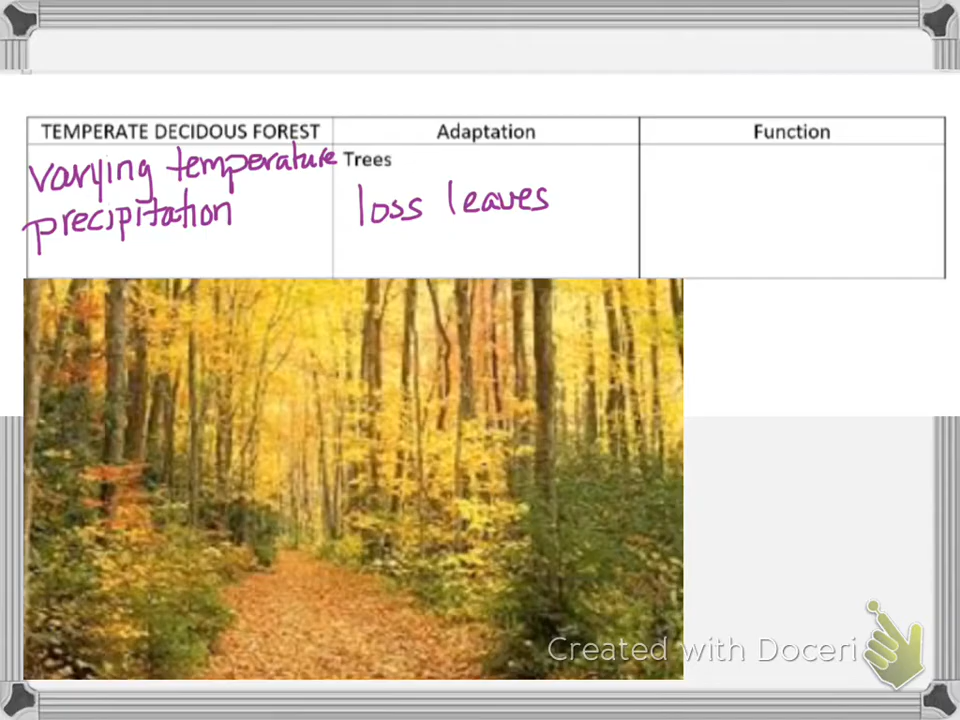 TEMPERATE DECIDOUS FOREST
Adaptation
Function
varying temperature
precipitation
Trees
loss leaves
Created with Doceri